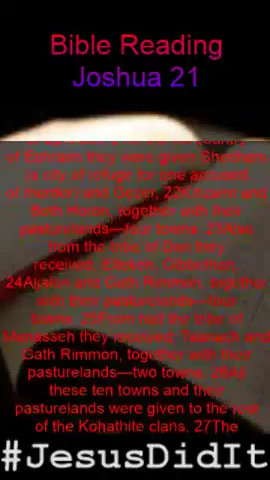 Bible Reading
Joshua 21
of Ephraim they were given Shechem
(a city of refuge for one accused
of murder) and Gezer, 22Kibzaim and
Beth Horon, together with their
pasturelands—four towns. 23Also
from the tribe of Dan they
received: Eltekeh, Gibbethon,
24Aijalon and Gath Rimmon, together
with their pasturelands—four
towns. 25From half the tribe of
Manasseh they received: Taanach and
Gath Rimmon, together with their
pasturelands—two towns. 26All
these ten towns and their
pasturelands were given to the rest
of the Kohathite clans. 27The
#JesusDidIt